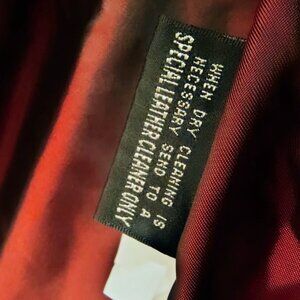 WHEN DRY CLEANING IS
NECESSARY SEND TO A
SPECIAL LEATHER CLEANER ONLY